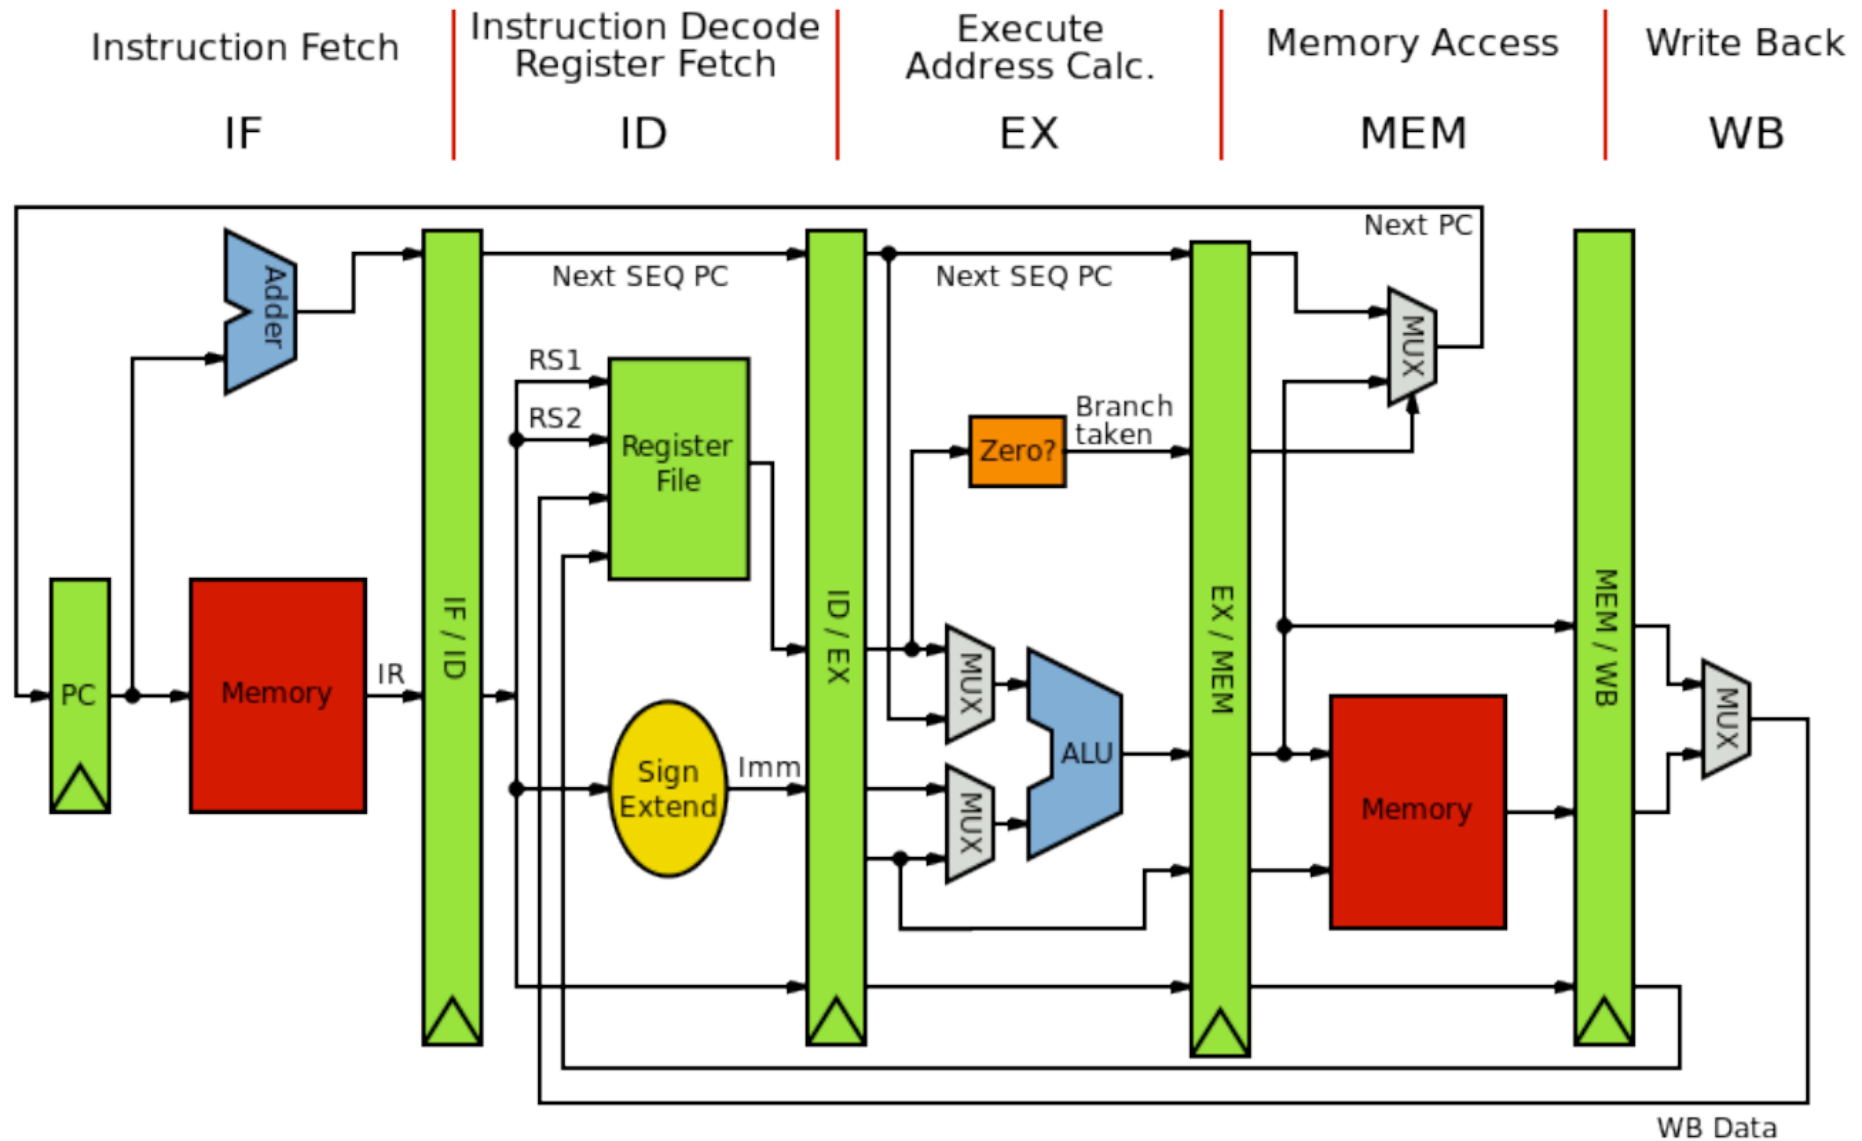 Instruction Fetch
Instruction Decode
Register Fetch
Execute
Address Calc.
Memory Access
Write Back
IF
ID
EX
MEM
WB
Next PC
Adder
Next SEQ PC
Next SEQ PC
MUX
RS1
RS2
Register
File
Branch
taken
Zero?
IF / ID
ID / EX
EX / MEM
MEM / WB
PC
Memory
IR
MUX
MUX
ALU
Sign
Extend
Imm
Memory
MUX
WB Data